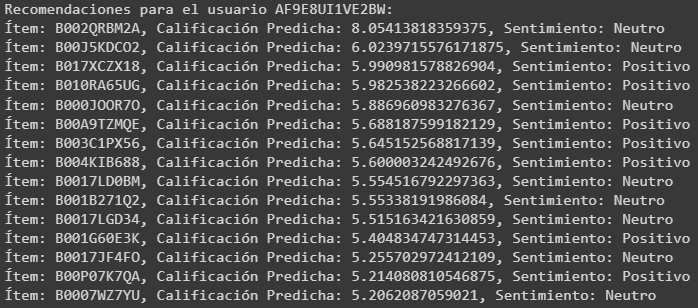 Recomendaciones para el usuario AF9E8UI1VE2BW:
Ítem: B002QRBM2A, Calificación Predicha: 8.05413818359375, Sentimiento: Neutro
Ítem: B00J5KDCO2, Calificación Predicha: 6.0239715576171875, Sentimiento: Neutro
Ítem: B017XCZX18, Calificación Predicha: 5.990981578826904, Sentimiento: Positivo
Ítem: B010RA65UG, Calificación Predicha: 5.982538223266602, Sentimiento: Positivo
Ítem: B000JOOR7O, Calificación Predicha: 5.886960983276367, Sentimiento: Neutro
Ítem: B00A9TZMQE, Calificación Predicha: 5.688187599182129, Sentimiento: Positivo
Ítem: B003C1PX56, Calificación Predicha: 5.645152568817139, Sentimiento: Positivo
Ítem: B004KIB688, Calificación Predicha: 5.600003242492676, Sentimiento: Positivo
Ítem: B0017LD0BM, Calificación Predicha: 5.554516792297363, Sentimiento: Neutro
Ítem: B001B271Q2, Calificación Predicha: 5.55338191986084, Sentimiento: Neutro
Ítem: B0017LGD34, Calificación Predicha: 5.515163421630859, Sentimiento: Neutro
Ítem: B001G60E3K, Calificación Predicha: 5.404834747314453, Sentimiento: Positivo
Ítem: B0017JF4FO, Calificación Predicha: 5.255702972412109, Sentimiento: Neutro
Ítem: B00P07K7QA, Calificación Predicha: 5.214080810546875, Sentimiento: Positivo
Ítem: B0007WZ7YU, Calificación Predicha: 5.2062087059021, Sentimiento: Neutro